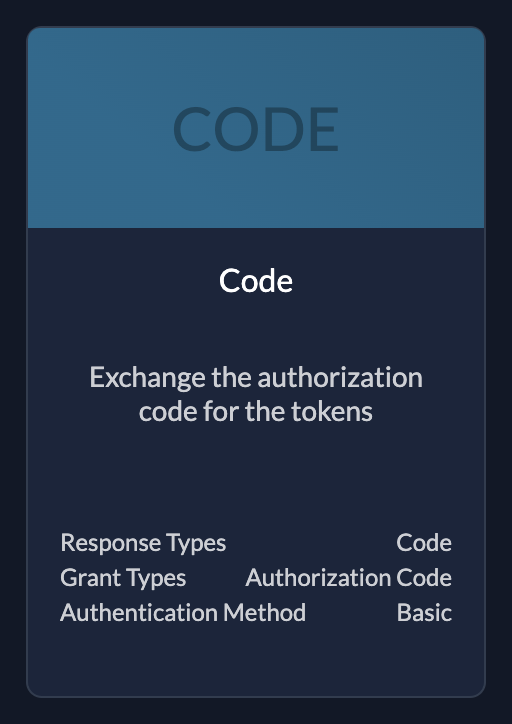 CODE
Code
Exchange the authorization
code for the tokens
Response Types Code
Grant Types Authorization Code
Authentication Method Basic